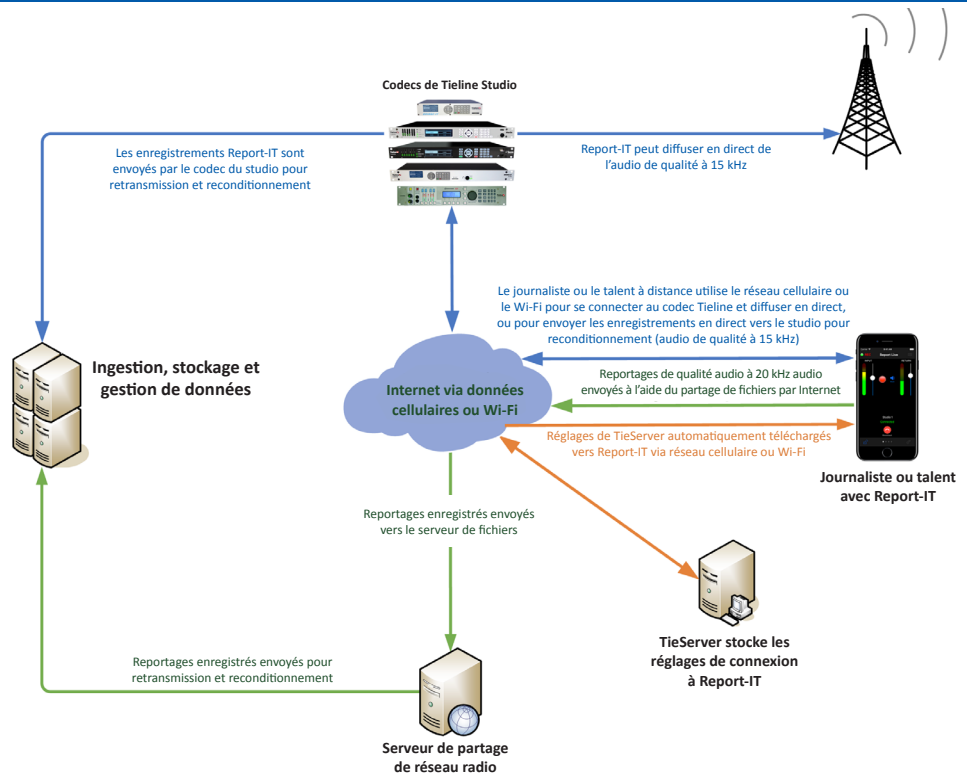 Codecs de Tieline Studio
Les enregistrements Report-IT sont
envoyés par le codec du studio pour
retransmission et reconditionnement
Report-IT peut diffuser en direct de
l'audio de qualité à 15 kHz
Le journaliste ou le talent à distance utilise le réseau cellulaire ou
le Wi-Fi pour se connecter au codec Tieline et diffuser en direct,
ou pour envoyer les enregistrements en direct vers le studio pour
reconditionnement (audio de qualité à 15 kHz)
Ingestion, stockage et
gestion de données
Internet via données
cellulaires ou Wi-Fi
Reportages de qualité audio à 20 kHz audio
envoyés à l'aide du partage de fichiers par Internet
Réglages de TieServer automatiquement téléchargés
vers Report-IT via réseau cellulaire ou Wi-Fi
Report Live
Journaliste ou talent
avec Report-IT
Reportages enregistrés envoyés
vers le serveur de fichiers
TieServer stocke les
réglages de connexion
à Report-IT
Reportages enregistrés envoyés pour
retransmission et reconditionnement
Serveur de partage
de réseau radio